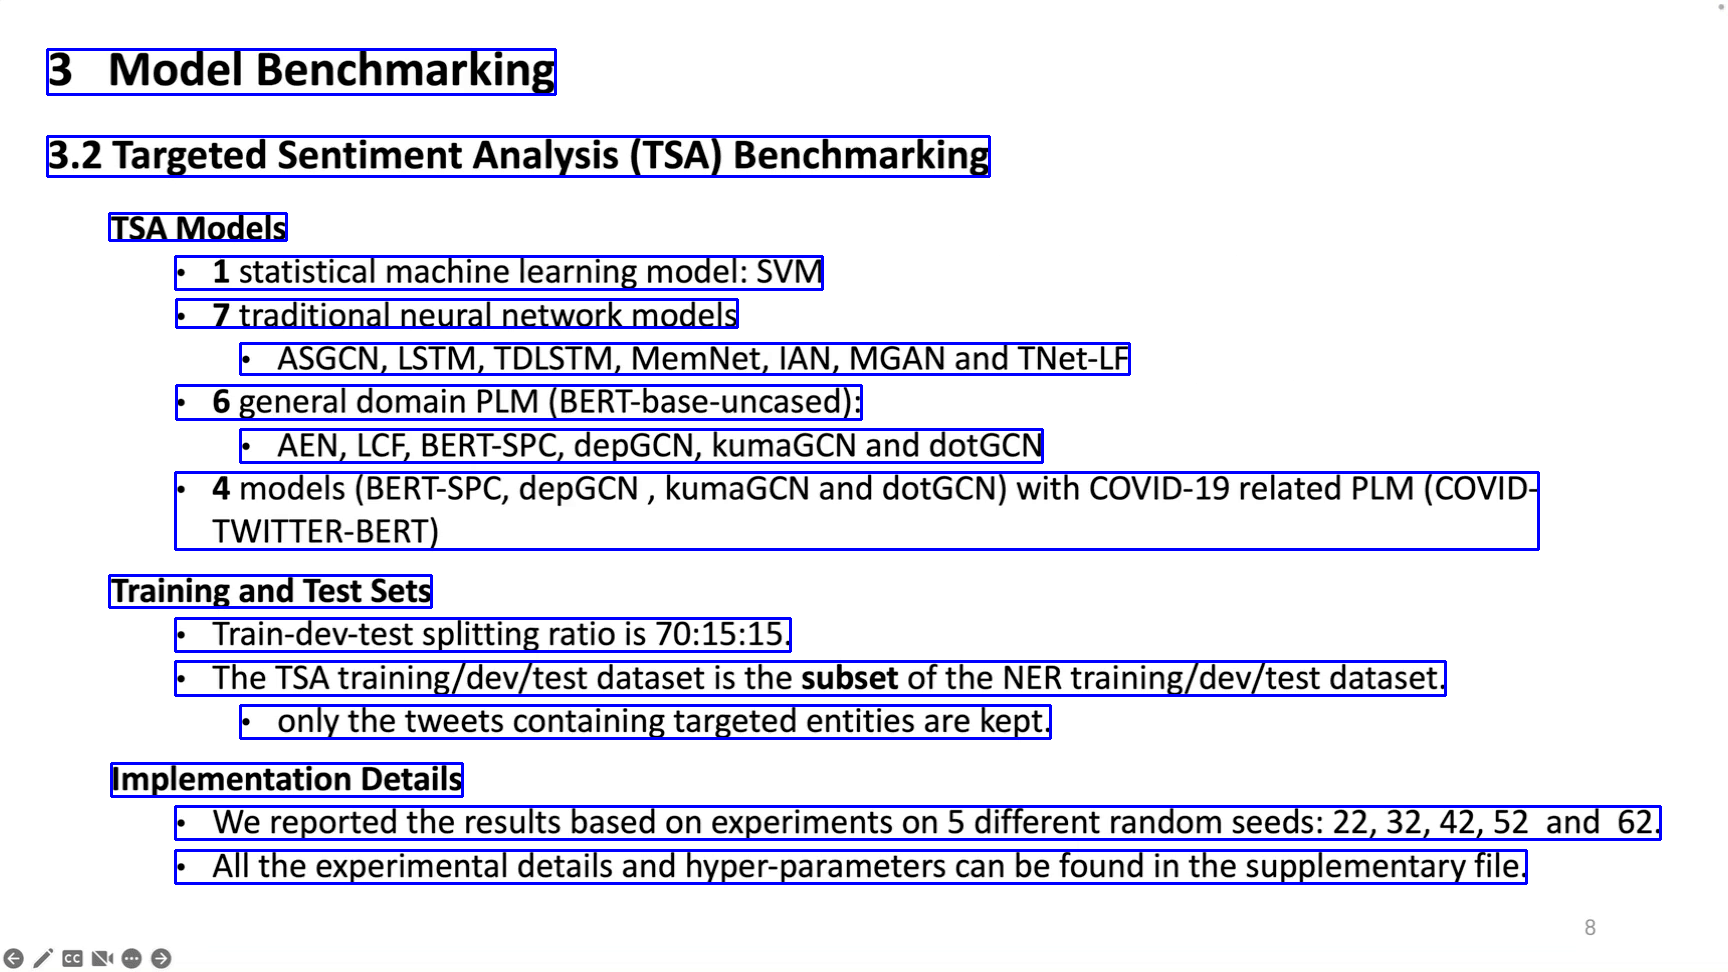 3 Model Benchmarking
3.2 Targeted Sentiment Analysis (TSA) Benchmarking
TSA Models
• 1 statistical machine learning model: SVM
• 7 traditional neural network models
• ASGCN, LSTM, TDLSTM, MemNet, IAN, MGAN and TNet-LF
• 6 general domain PLM (BERT-base-uncased):
• AEN, LCF, BERT-SPC, depGCN, kumaGCN and dotGCN
• 4 models (BERT-SPC, depGCN , kumaGCN and dotGCN) with COVID-19 related PLM (COVID-
TWITTER-BERT)
Training and Test Sets
• Train-dev-test splitting ratio is 70:15:15.
• The TSA training/dev/test dataset is the subset of the NER training/dev/test dataset.
• only the tweets containing targeted entities are kept.
Implementation Details
• We reported the results based on experiments on 5 different random seeds: 22, 32, 42, 52 and 62.
• All the experimental details and hyper-parameters can be found in the supplementary file.
8
CC